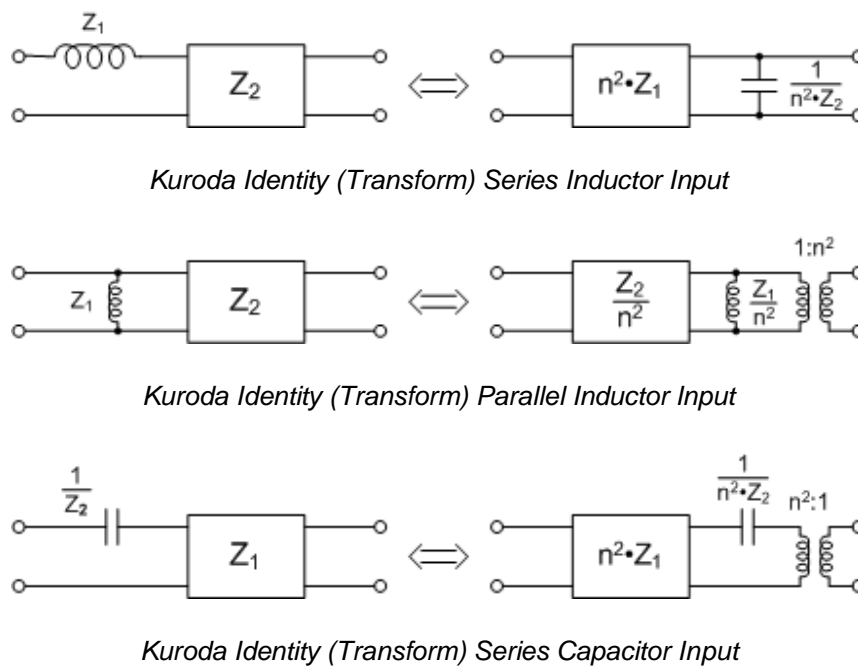 Z₁
Z₂
n²•Z₁
1
n²•Z₂
Kuroda Identity (Transform) Series Inductor Input
1:n²
Z₁
Z₂
Z₂
n²
Z₁
n²
Kuroda Identity (Transform) Parallel Inductor Input
1
Z₂
Z₁
n²•Z₁
1
n²•Z₂
n²:1
Kuroda Identity (Transform) Series Capacitor Input